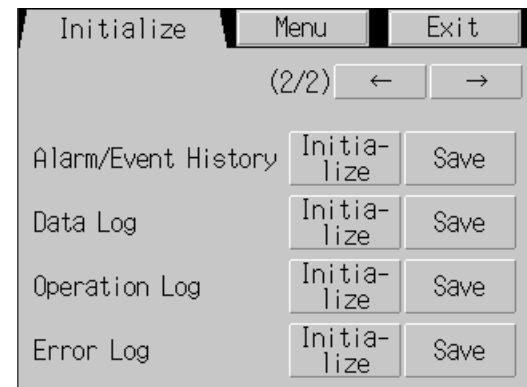 Initialize Menu Exit
(2/2) ← →
Alarm/Event History Initia-
lize Save
Data Log Initia-
lize Save
Operation Log Initia-
lize Save
Error Log Initia-
lize Save